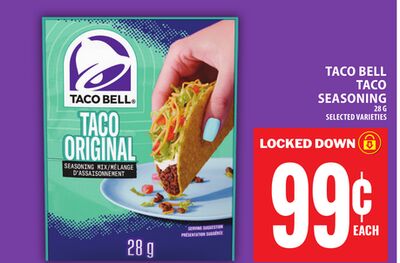 TACO BELL®
TACO
ORIGINAL
SEASONING MIX/MÉLANGE
D'ASSAISONNEMENT
SERVING SUGGESTION
PRÉSENTATION SUGGÉRÉE
28 g
TACO BELL
TACO
SEASONING
28 G
SELECTED VARIETIES
LOCKED DOWN
99¢
EACH